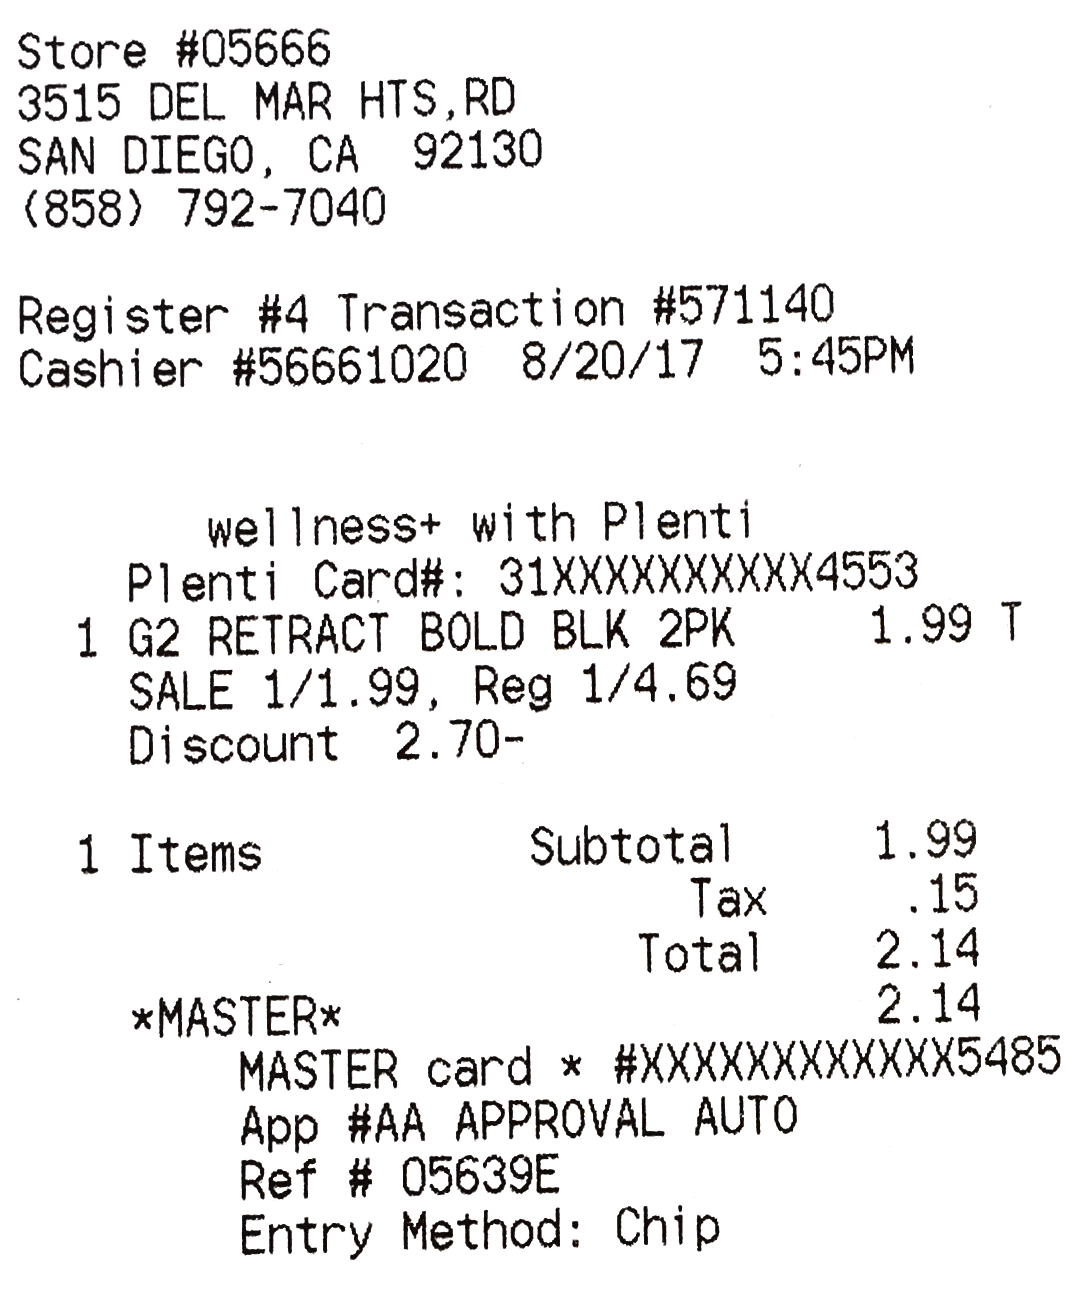 Store #05666
3515 DEL MAR HTS,RD
SAN DIEGO, CA 92130
(858) 792-7040
Register #4 Transaction #571140
Cashier #56661020 8/20/17 5:45PM
wellness+ with Plenti
Plenti Card#: 31XXXXXXXXXX4553
1 G2 RETRACT BOLD BLK 2PK 1.99 T
SALE 1/1.99, Reg 1/4.69
Discount 2.70-
1 Items Subtotal 1.99
Tax .15
Total 2.14
*MASTER* 2.14
MASTER card * #XXXXXXXXXXXX5485
App #AA APPROVAL AUTO
Ref # 05639E
Entry Method: Chip